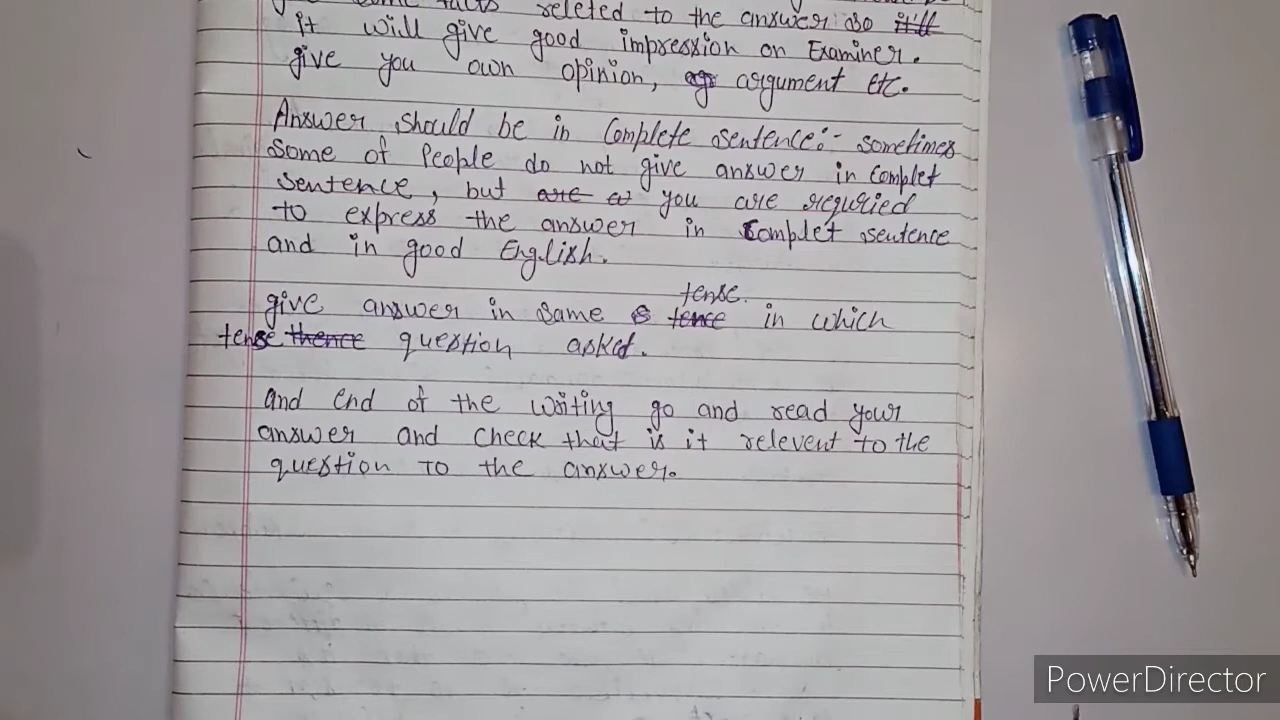 some facts releted to the answer so
it will give good impression on Examiner.
give you own opinion, argument etc.
Answer should be in Complete sentence:- sometimes
some of People do not give answer in Complet
sentence, but you are requried
to express the answer in Complet sentence
and in good English.
tense.
give answer in same in which
tense question asked.
and end of the writing go and read your
answer and check that is it relevent to the
question to the answer.
PowerDirector